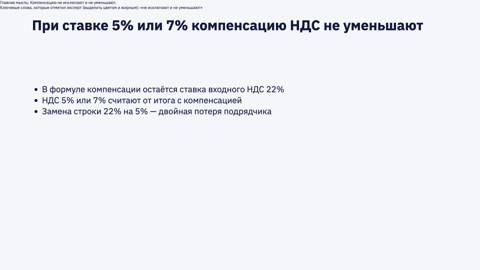 Главная мысль: Компенсацию не исключают и не уменьшают.
Ключевые слова, которые отметил эксперт (выделить цветом и жирным): «не исключают и не уменьшают»
При ставке 5% или 7% компенсацию НДС не уменьшают
• В формуле компенсации остаётся ставка входного НДС 22%
• НДС 5% или 7% считают от итога с компенсацией
• Замена строки 22% на 5% — двойная потеря подрядчика